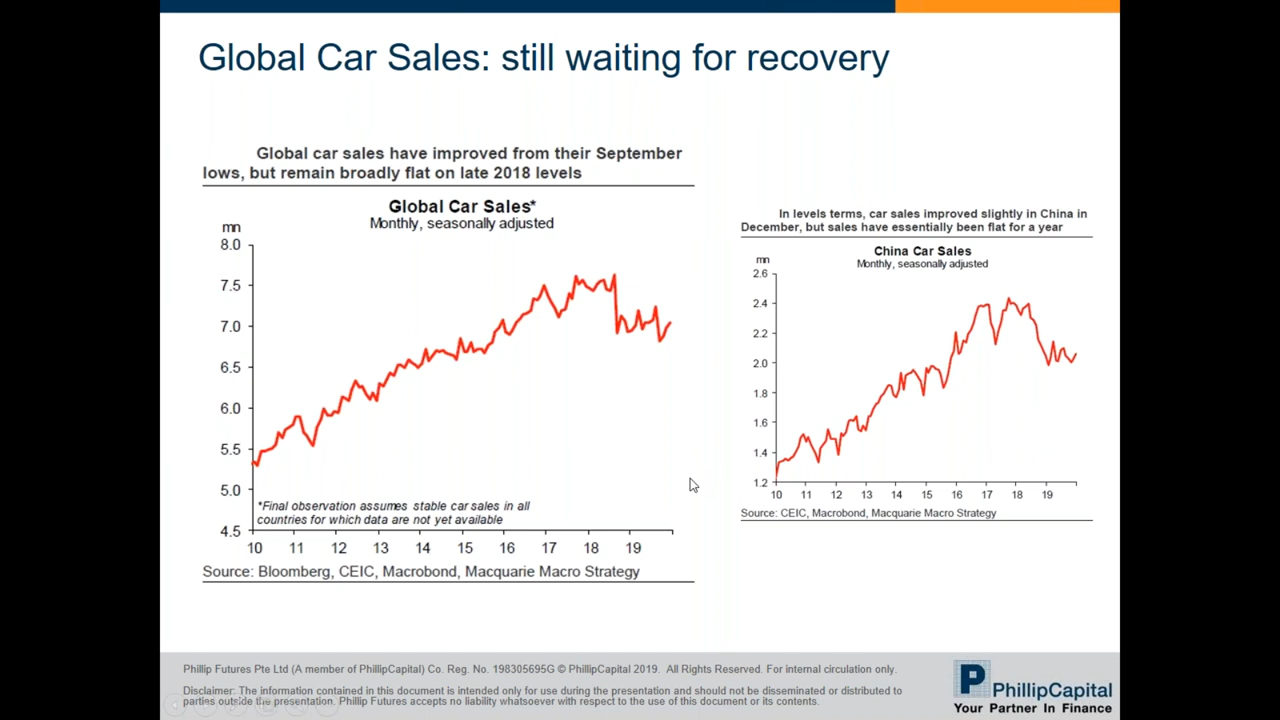 Global Car Sales: still waiting for recovery
Global car sales have improved from their September
lows, but remain broadly flat on late 2018 levels
Global Car Sales*
Monthly, seasonally adjusted
mn
8.0
7.5
7.0
6.5
6.0
5.5
5.0
4.5
*Final observation assumes stable car sales in all
countries for which data are not yet available
10 11 12 13 14 15 16 17 18 19
Source: Bloomberg, CEIC, Macrobond, Macquarie Macro Strategy
In levels terms, car sales improved slightly in China in
December, but sales have essentially been flat for a year
China Car Sales
Monthly, seasonally adjusted
mn
2.6
2.4
2.2
2.0
1.8
1.6
1.4
1.2
10 11 12 13 14 15 16 17 18 19
Source: CEIC, Macrobond, Macquarie Macro Strategy
Phillip Futures Pte Ltd (A member of PhillipCapital) Co. Reg. No. 198305695G © PhillipCapital 2019. All Rights Reserved. For internal circulation only.
Disclaimer: The information contained in this document is intended only for use during the presentation and should not be disseminated or distributed to
parties outside the presentation. Phillip Futures accepts no liability whatsoever with respect to the use of this document or its contents.
P
PhillipCapital
Your Partner In Finance